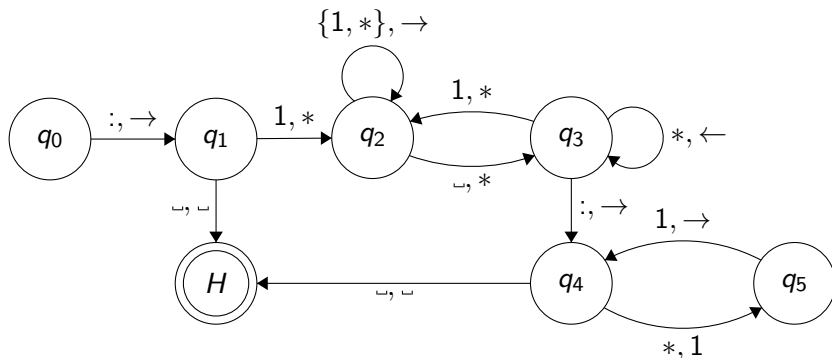 {1, *}, →
:, →
1, *
1, *
q0
q1
q2
q3
*, ←
␣, *
␣, ␣
:, →
1, →
H
q4
q5
␣, ␣
*, 1